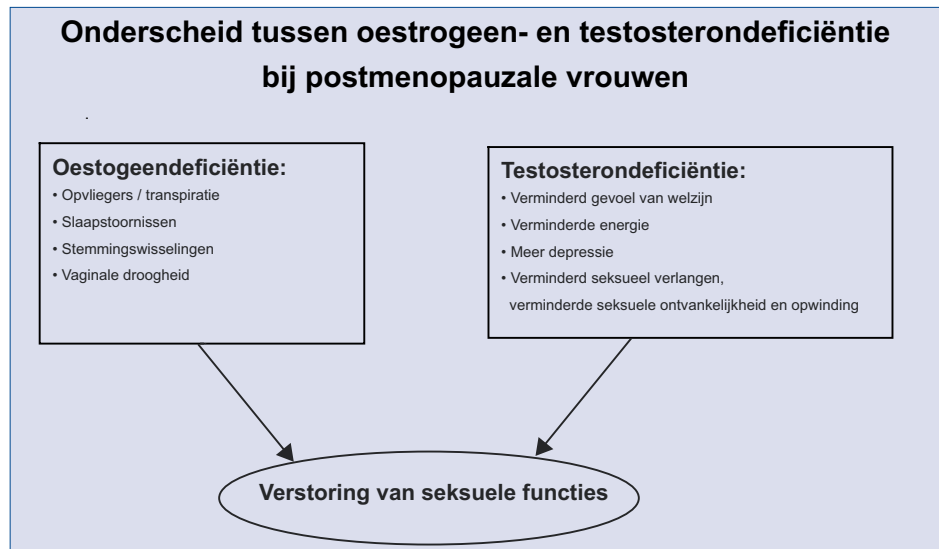 Onderscheid tussen oestrogeen- en testosterondeficiëntie
bij postmenopauzale vrouwen
.
Oestogeendeficiëntie:
• Opvliegers / transpiratie
• Slaapstoornissen
• Stemmingswisselingen
• Vaginale droogheid
Testosterondeficiëntie:
• Verminderd gevoel van welzijn
• Verminderde energie
• Meer depressie
• Verminderd seksueel verlangen,
verminderde seksuele ontvankelijkheid en opwinding
Verstoring van seksuele functies